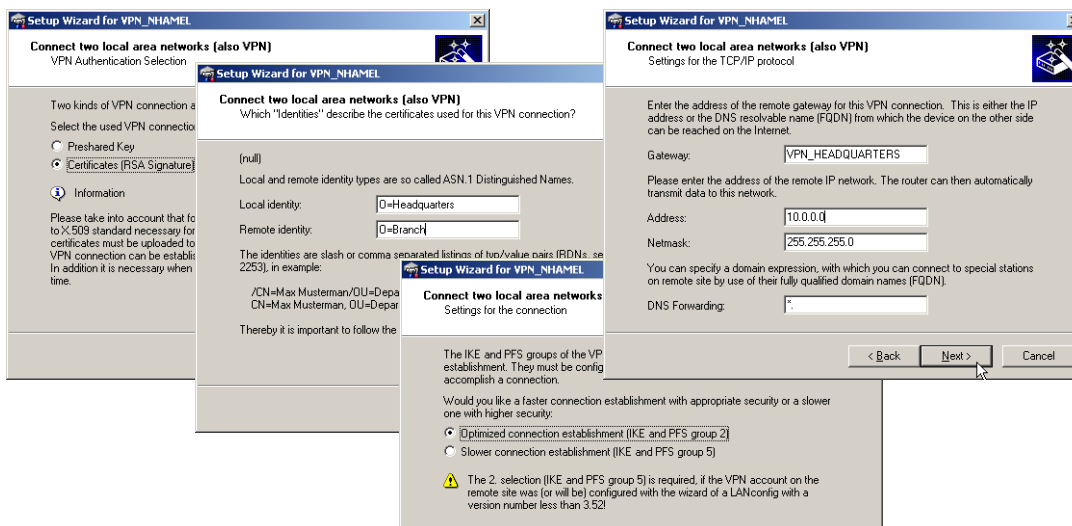 Setup Wizard for VPN_NHAMEL
Connect two local area networks (also VPN)
VPN Authentication Selection
Two kinds of VPN connection a
Select the used VPN connection
Preshared Key
Certificates (RSA Signature)
Information
Please take into account that fo
to X.509 standard necessary for
certificates must be uploaded to
VPN connection can be establis
In addition it is necessary when
time.
Setup Wizard for VPN_NHAMEL
Connect two local area networks (also VPN)
Which "Identities" describe the certificates used for this VPN connection?
(null)
Local and remote identity types are so called ASN.1 Distinguished Names.
Local identity: O=Headquarters
Remote identity: O=Branch
The identities are slash or comma separated listings of typ/value pairs (RDNs, se
2253), in example:
/CN=Max Musterman/OU=Depa
CN=Max Musterman, OU=Depar
Thereby it is important to follow the
Setup Wizard for VPN_NHAMEL
Connect two local area networks
Settings for the connection
The IKE and PFS groups of the VP
establishment. They must be config
accomplish a connection.
Would you like a faster connection establishment with appropriate security or a slower
one with higher security:
Optimized connection establishment (IKE and PFS group 2)
Slower connection establishment (IKE and PFS group 5)
The 2. selection (IKE and PFS group 5) is required, if the VPN account on the
remote site was (or will be) configured with the wizard of a LANconfig with a
version number less than 3.52!
Setup Wizard for VPN_NHAMEL
Connect two local area networks (also VPN)
Settings for the TCP/IP protocol
Enter the address of the remote gateway for this VPN connection. This is either the IP
address or the DNS resolvable name (FQDN) from which the device on the other side
can be reached on the Internet.
Gateway: VPN_HEADQUARTERS
Please enter the address of the remote IP network. The router can then automatically
transmit data to this network.
Address: 10.0.0.0
Netmask: 255.255.255.0
You can specify a domain expression, with which you can connect to special stations
on remote site by use of their fully qualified domain names (FQDN).
DNS Forwarding: *.
< Back Next > Cancel